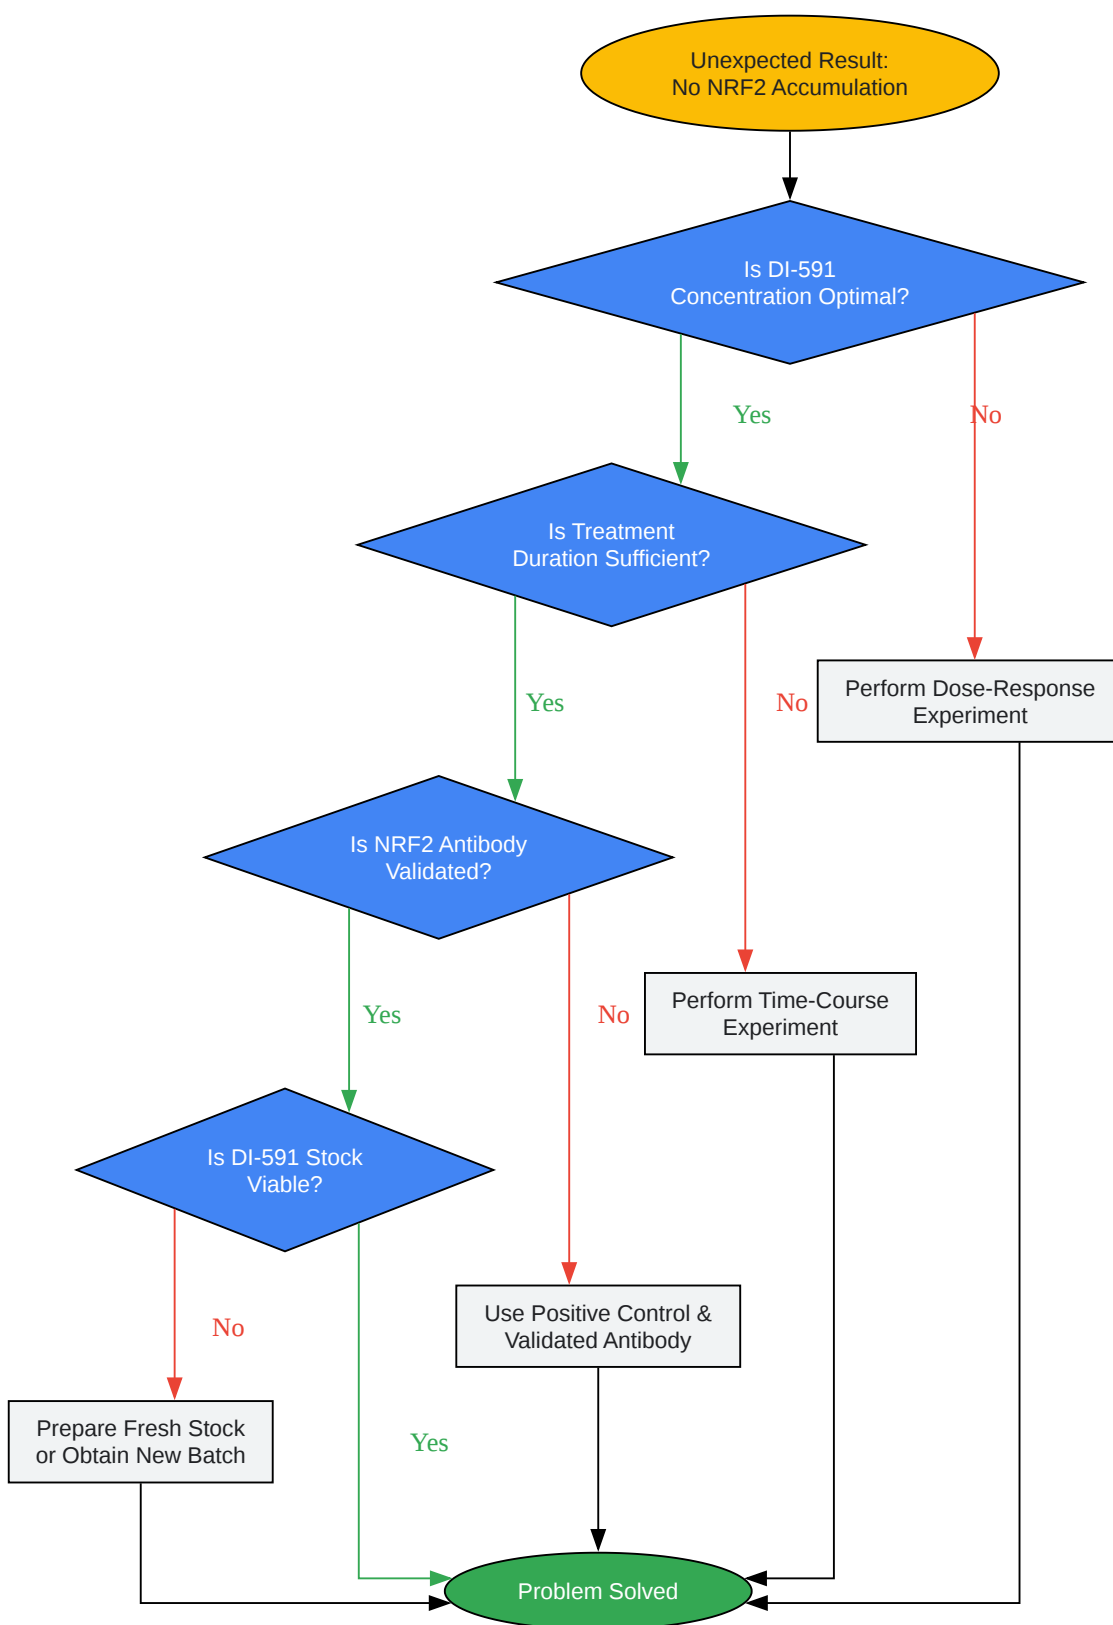 Unexpected Result:
No NRF2 Accumulation
Is DI-591
Concentration Optimal?
Yes
No
Is Treatment
Duration Sufficient?
Yes
No
Perform Dose-Response
Experiment
Is NRF2 Antibody
Validated?
Yes
No
Perform Time-Course
Experiment
Is DI-591 Stock
Viable?
No
Yes
Use Positive Control &
Validated Antibody
Prepare Fresh Stock
or Obtain New Batch
Problem Solved